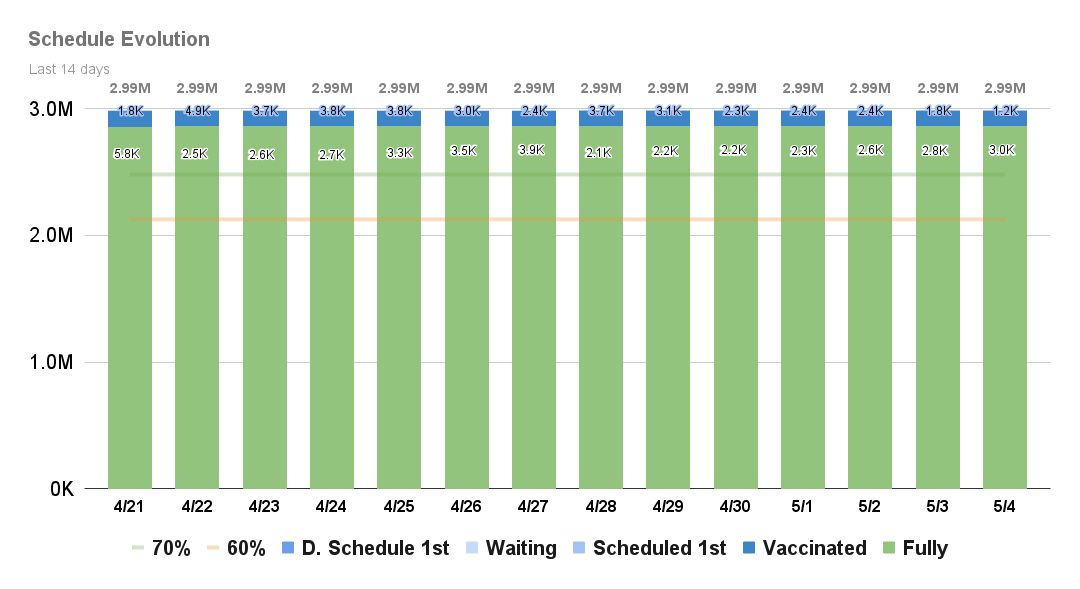 Schedule Evolution
Last 14 days
2.99M 2.99M 2.99M 2.99M 2.99M 2.99M 2.99M 2.99M 2.99M 2.99M 2.99M 2.99M 2.99M 2.99M
3.0M 1.8K 4.9K 3.7K 3.8K 3.8K 3.0K 2.4K 3.7K 3.1K 2.3K 2.4K 2.4K 1.8K 1.2K
5.8K 2.5K 2.6K 2.7K 3.3K 3.5K 3.9K 2.1K 2.2K 2.2K 2.3K 2.6K 2.8K 3.0K
2.0M
1.0M
0K
4/21 4/22 4/23 4/24 4/25 4/26 4/27 4/28 4/29 4/30 5/1 5/2 5/3 5/4
70% 60% D. Schedule 1st Waiting Scheduled 1st Vaccinated Fully